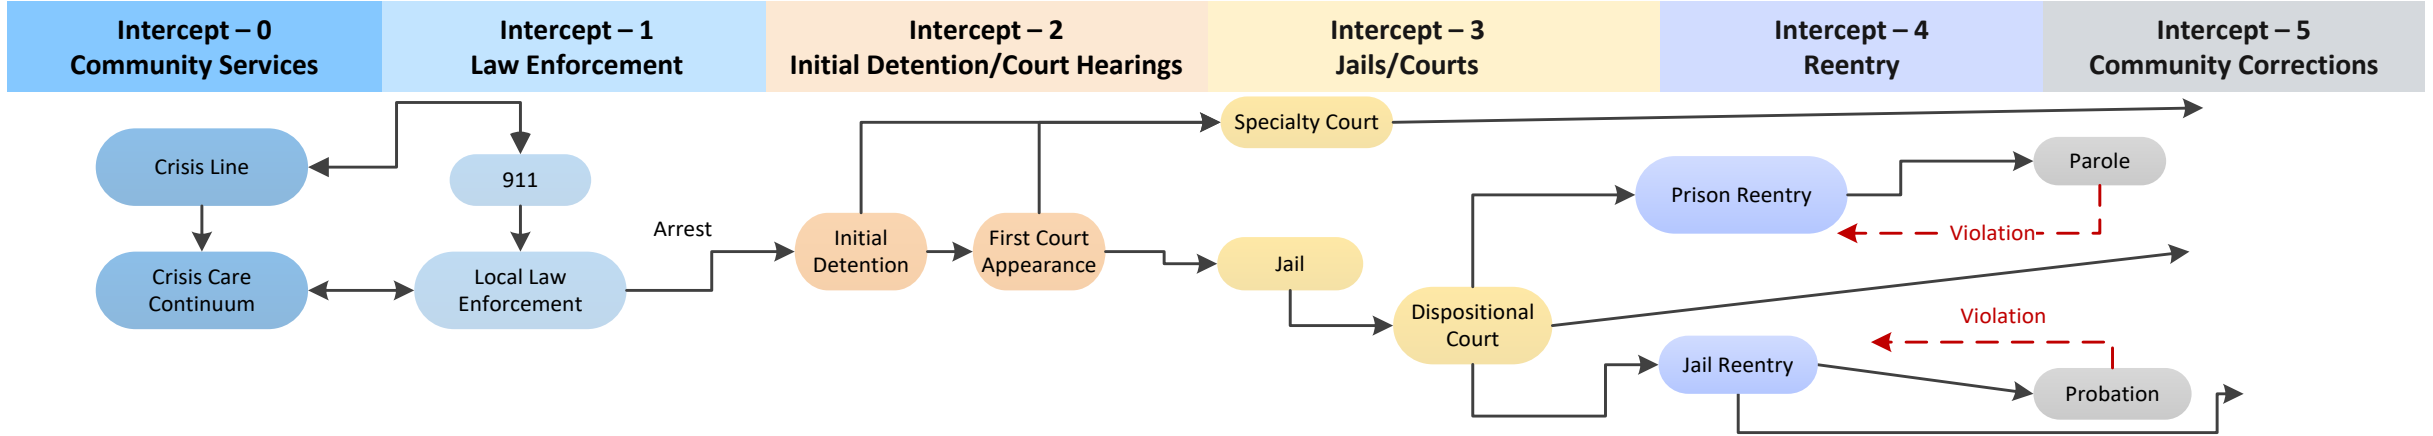 Intercept – 0
Community Services
Intercept – 1
Law Enforcement
Intercept – 2
Initial Detention/Court Hearings
Intercept – 3
Jails/Courts
Intercept – 4
Reentry
Intercept – 5
Community Corrections
Crisis Line
Crisis Care
Continuum
911
Local Law
Enforcement
Arrest
Initial
Detention
First Court
Appearance
Specialty Court
Jail
Dispositional
Court
Prison Reentry
Jail Reentry
Parole
Violation
Violation
Probation